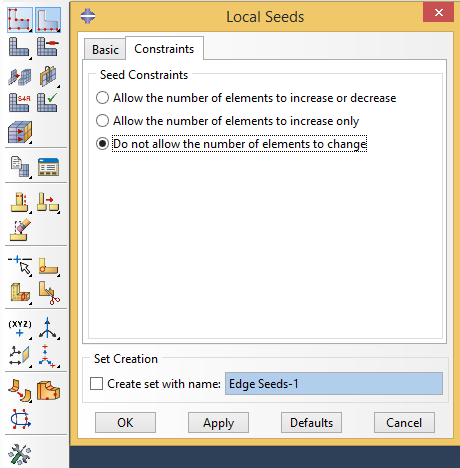 Local Seeds
Basic
Constraints
Seed Constraints
Allow the number of elements to increase or decrease
Allow the number of elements to increase only
Do not allow the number of elements to change
S4R
(XYZ)
Set Creation
Create set with name:
Edge Seeds-1
OK
Apply
Defaults
Cancel